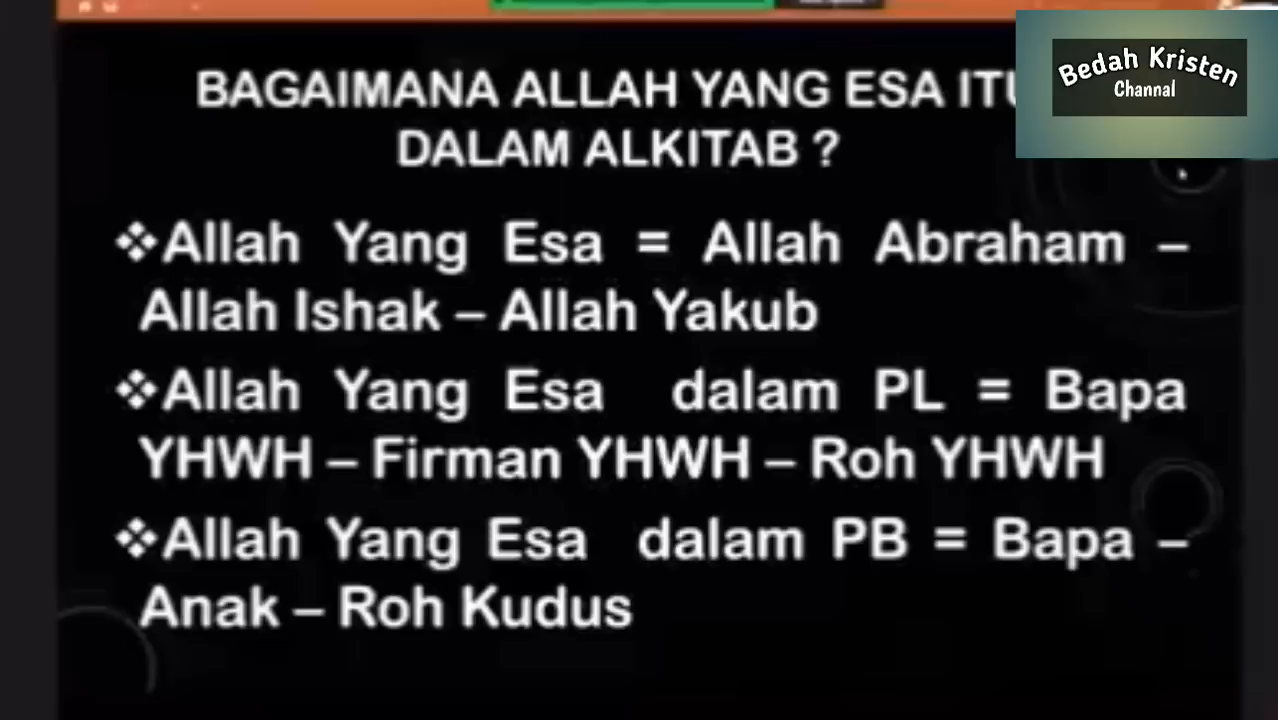 BAGAIMANA ALLAH YANG ESA ITU
DALAM ALKITAB ?
Bedah Kristen
Channal
❖Allah Yang Esa = Allah Abraham –
Allah Ishak – Allah Yakub
❖Allah Yang Esa dalam PL = Bapa
YHWH – Firman YHWH – Roh YHWH
❖Allah Yang Esa dalam PB = Bapa –
Anak – Roh Kudus